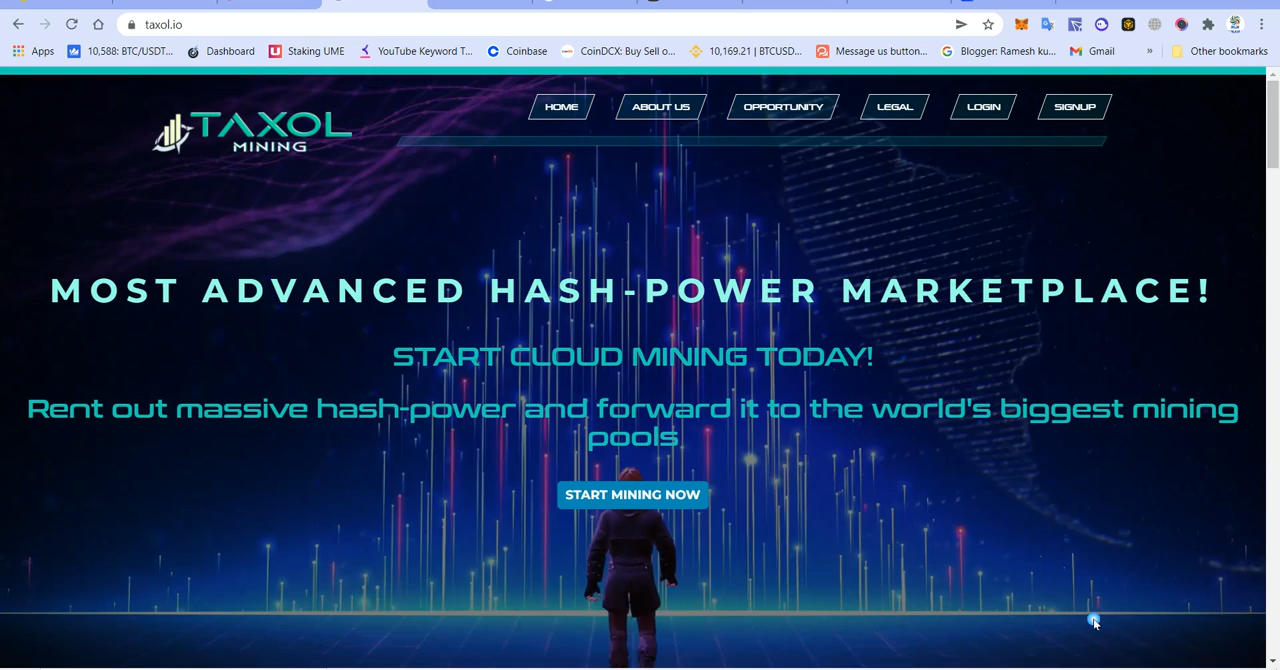 taxol.io
Apps
10,588: BTC/USDT...
Dashboard
Staking UME
YouTube Keyword T...
Coinbase
CoinDCX: Buy Sell o...
10,169.21 | BTCUSD...
Message us button...
Blogger: Ramesh ku...
Gmail
»
Other bookmarks
TAXOL
MINING
HOME
ABOUT US
OPPORTUNITY
LEGAL
LOGIN
SIGNUP
MOST ADVANCED HASH-POWER MARKETPLACE!
START CLOUD MINING TODAY!
Rent out massive hash-power and forward it to the world's biggest mining
pools
START MINING NOW